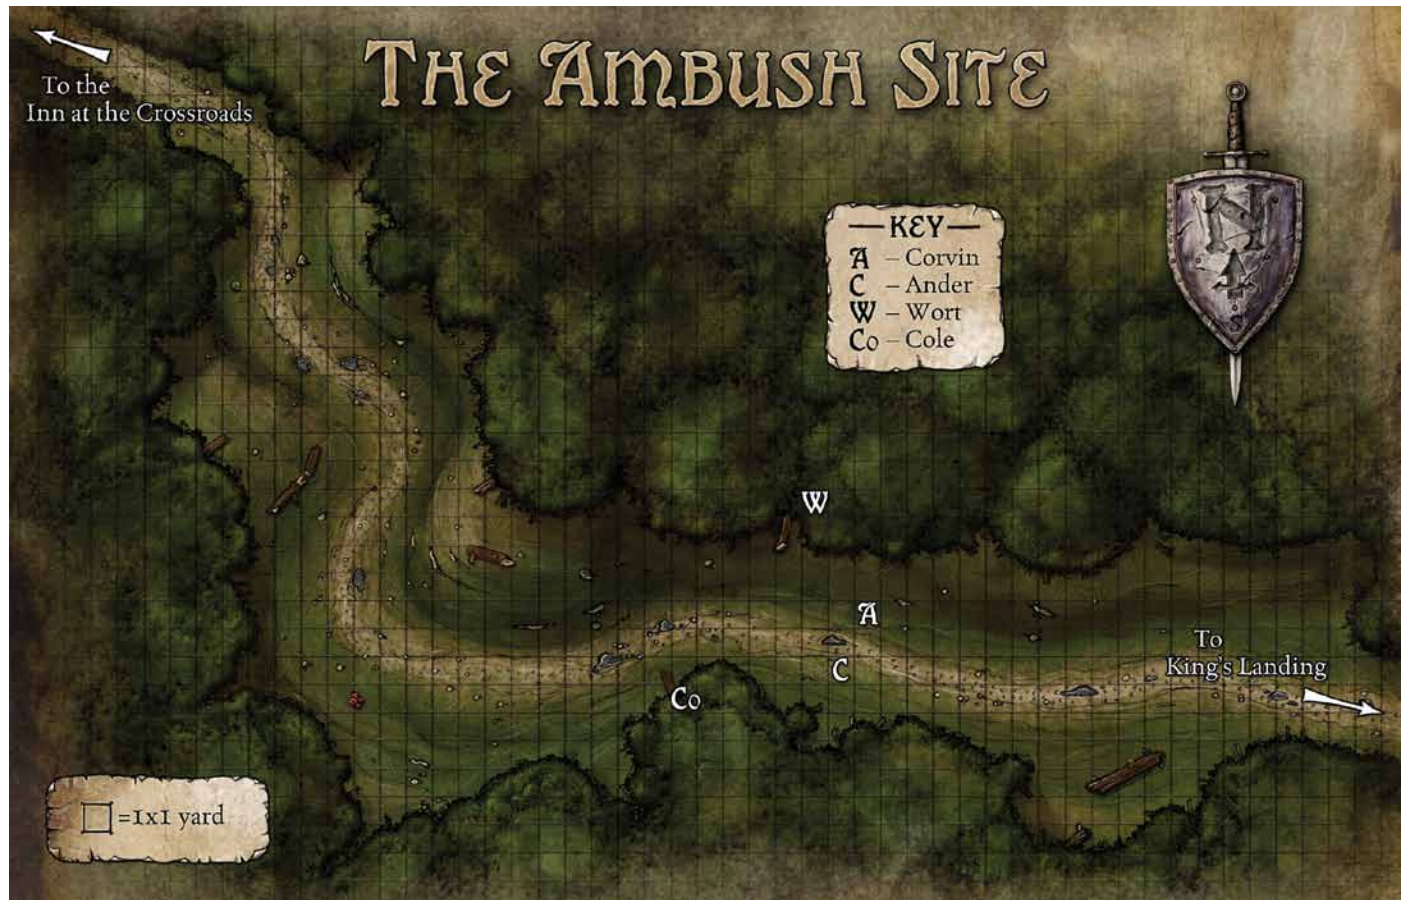 THE AMBUSH SITE
To the
Inn at the Crossroads
KEY
A – Corvin
C – Ander
W – Wort
Co – Cole
N
S
W
A
C
Co
To
King's Landing
=1x1 yard